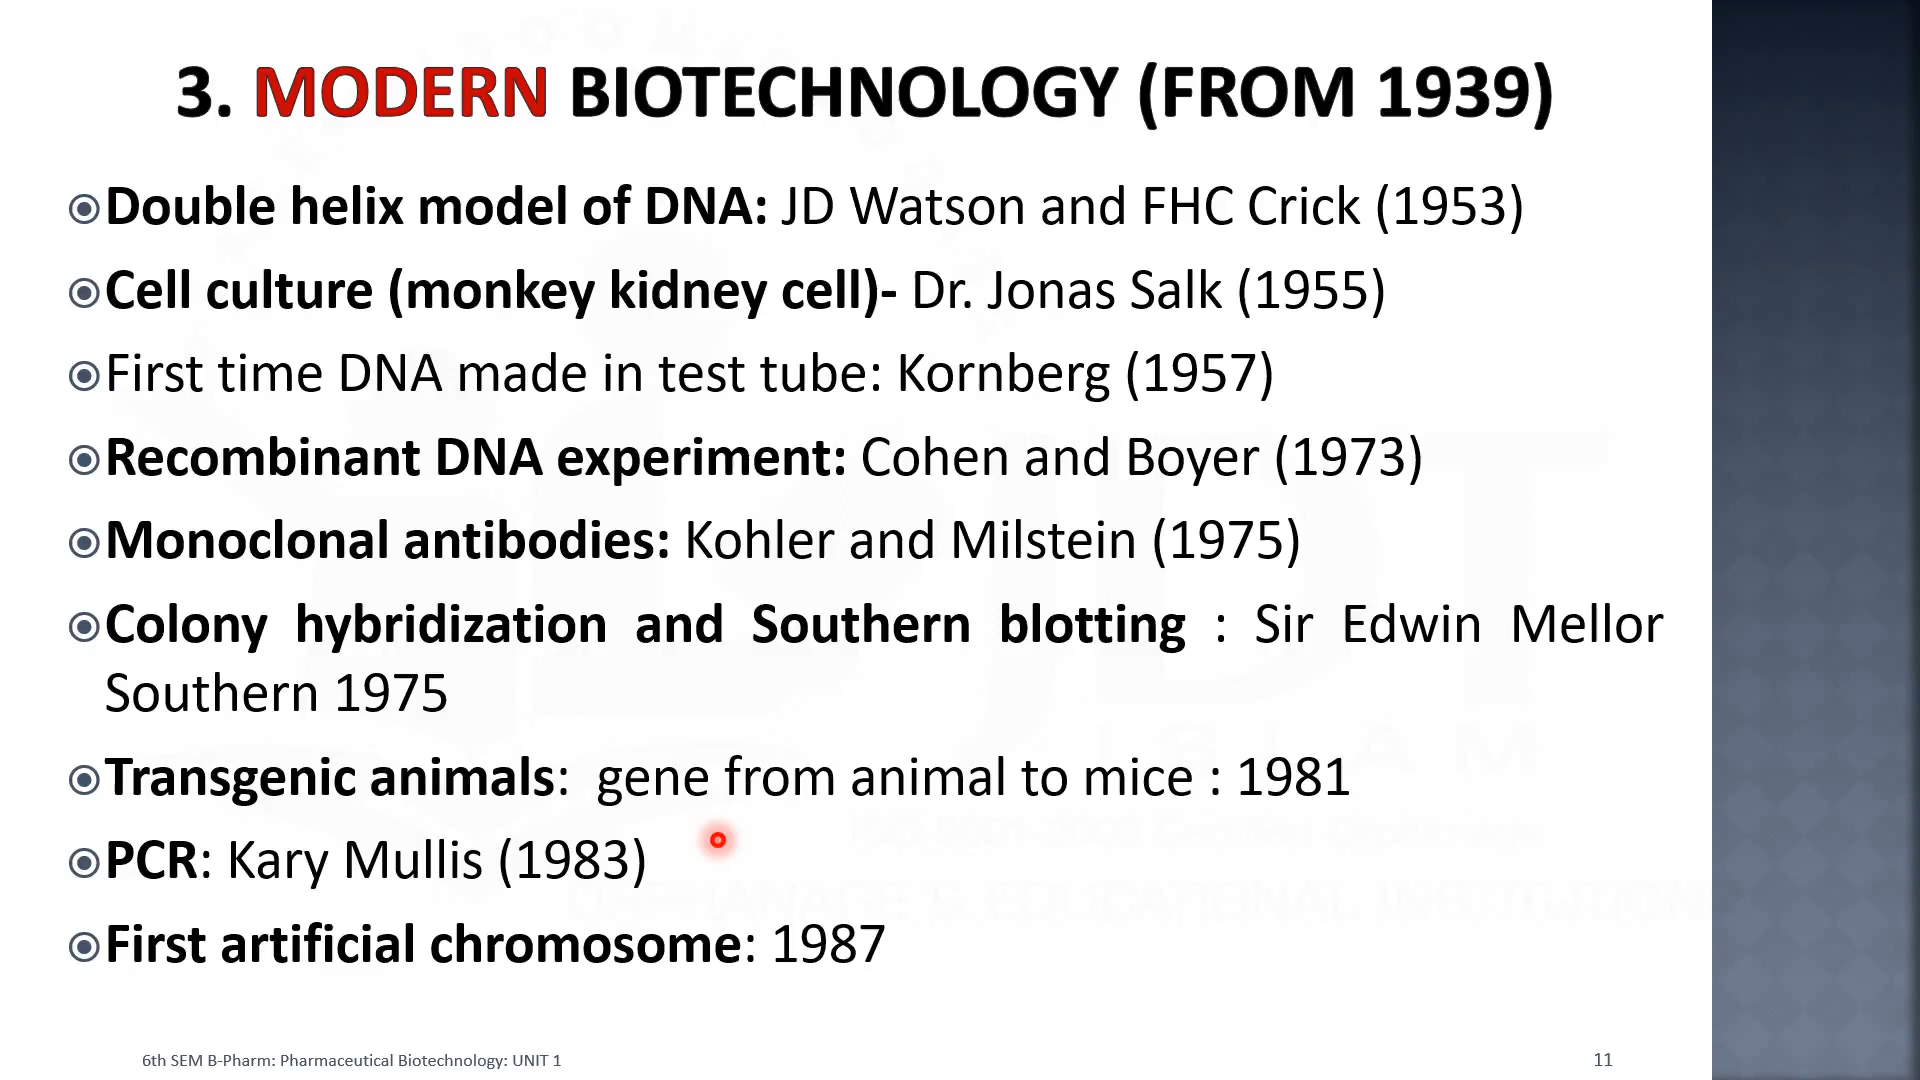 3. MODERN BIOTECHNOLOGY (FROM 1939)
Double helix model of DNA: JD Watson and FHC Crick (1953)
Cell culture (monkey kidney cell)- Dr. Jonas Salk (1955)
First time DNA made in test tube: Kornberg (1957)
Recombinant DNA experiment: Cohen and Boyer (1973)
Monoclonal antibodies: Kohler and Milstein (1975)
Colony hybridization and Southern blotting : Sir Edwin Mellor
Southern 1975
Transgenic animals: gene from animal to mice : 1981
PCR: Kary Mullis (1983)
First artificial chromosome: 1987
6th SEM B-Pharm: Pharmaceutical Biotechnology: UNIT 1
11